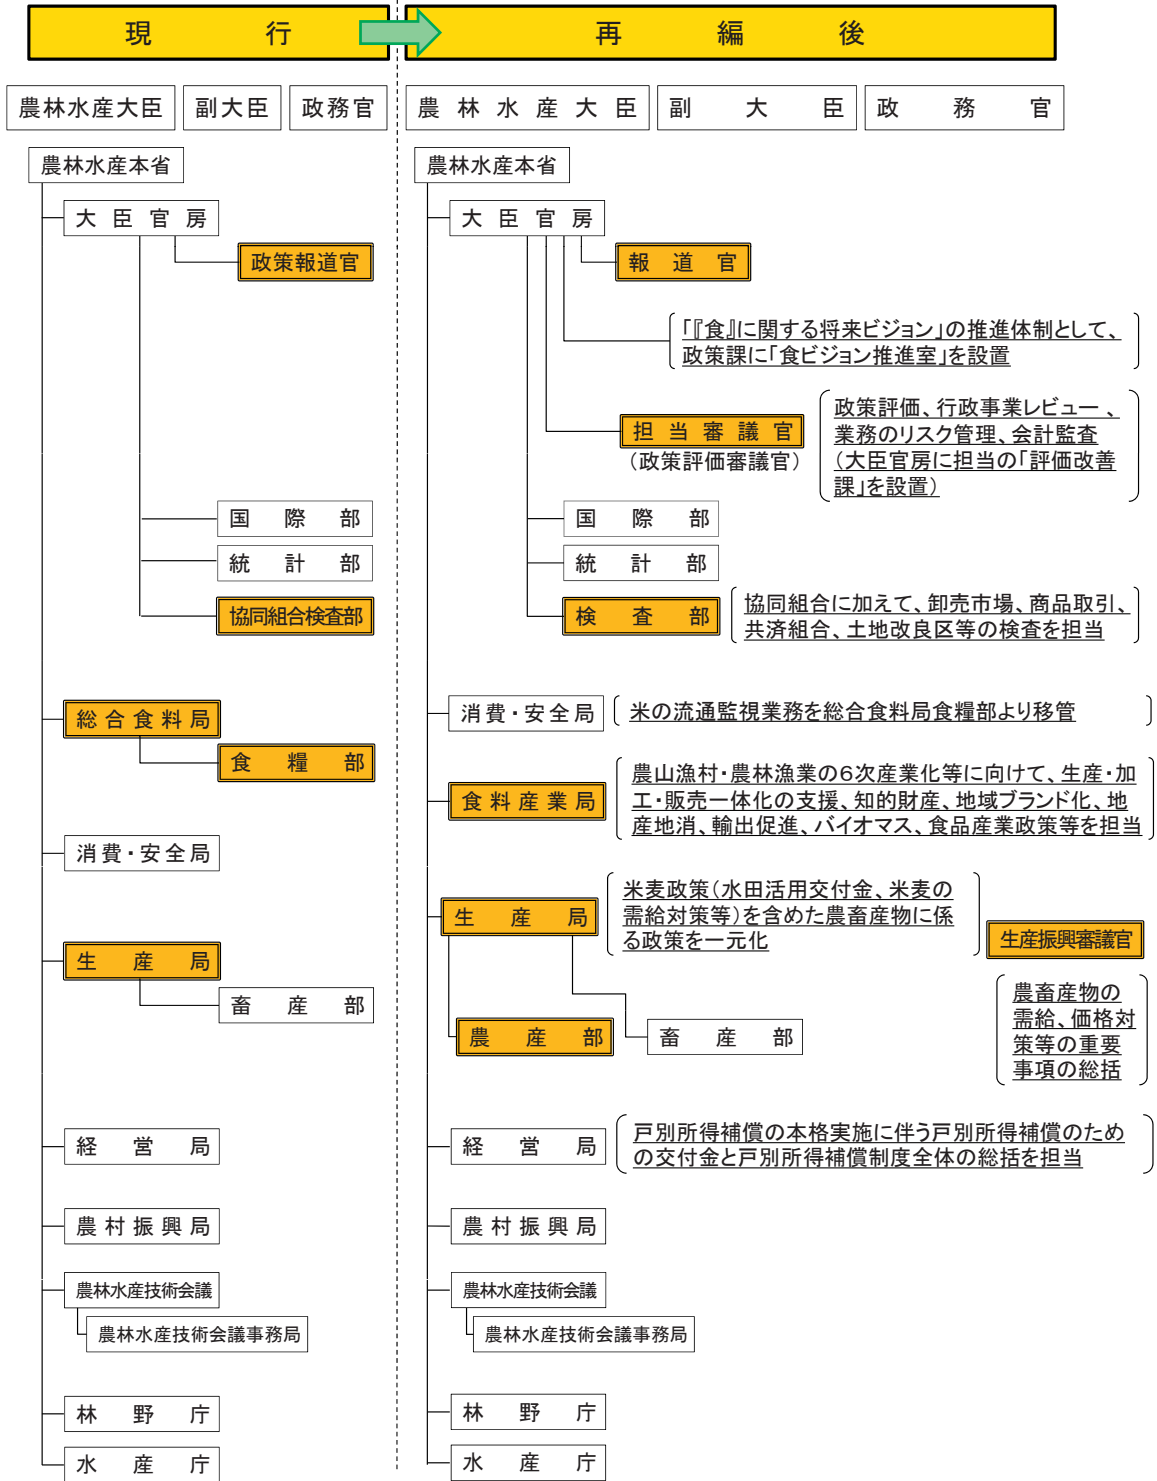 現行
農林水産大臣
副大臣
政務官
農林水産本省
大臣官房
政策報道官
国際部
統計部
協同組合検査部
総合食料局
食糧部
消費・安全局
生産局
畜産部
経営局
農村振興局
農林水産技術会議
農林水産技術会議事務局
林野庁
水産庁
再編後
農林水産大臣
副大臣
政務官
農林水産本省
大臣官房
報道官
「『食』に関する将来ビジョン」の推進体制として、
政策課に「食ビジョン推進室」を設置
担当審議官
（政策評価審議官）
政策評価、行政事業レビュー、
業務のリスク管理、会計監査
（大臣官房に担当の「評価改善
課」を設置）
国際部
統計部
検査部
協同組合に加えて、卸売市場、商品取引、
共済組合、土地改良区等の検査を担当
消費・安全局
米の流通監視業務を総合食料局食糧部より移管
食料産業局
農山漁村・農林漁業の６次産業化等に向けて、生産・加
工・販売一体化の支援、知的財産、地域ブランド化、地
産地消、輸出促進、バイオマス、食品産業政策等を担当
生産局
米麦政策（水田活用交付金、米麦の
需給対策等）を含めた農畜産物に係
る政策を一元化
生産振興審議官
農畜産物の
需給、価格対
策等の重要
事項の総括
農産部
畜産部
経営局
戸別所得補償の本格実施に伴う戸別所得補償のため
の交付金と戸別所得補償制度全体の総括を担当
農村振興局
農林水産技術会議
農林水産技術会議事務局
林野庁
水産庁